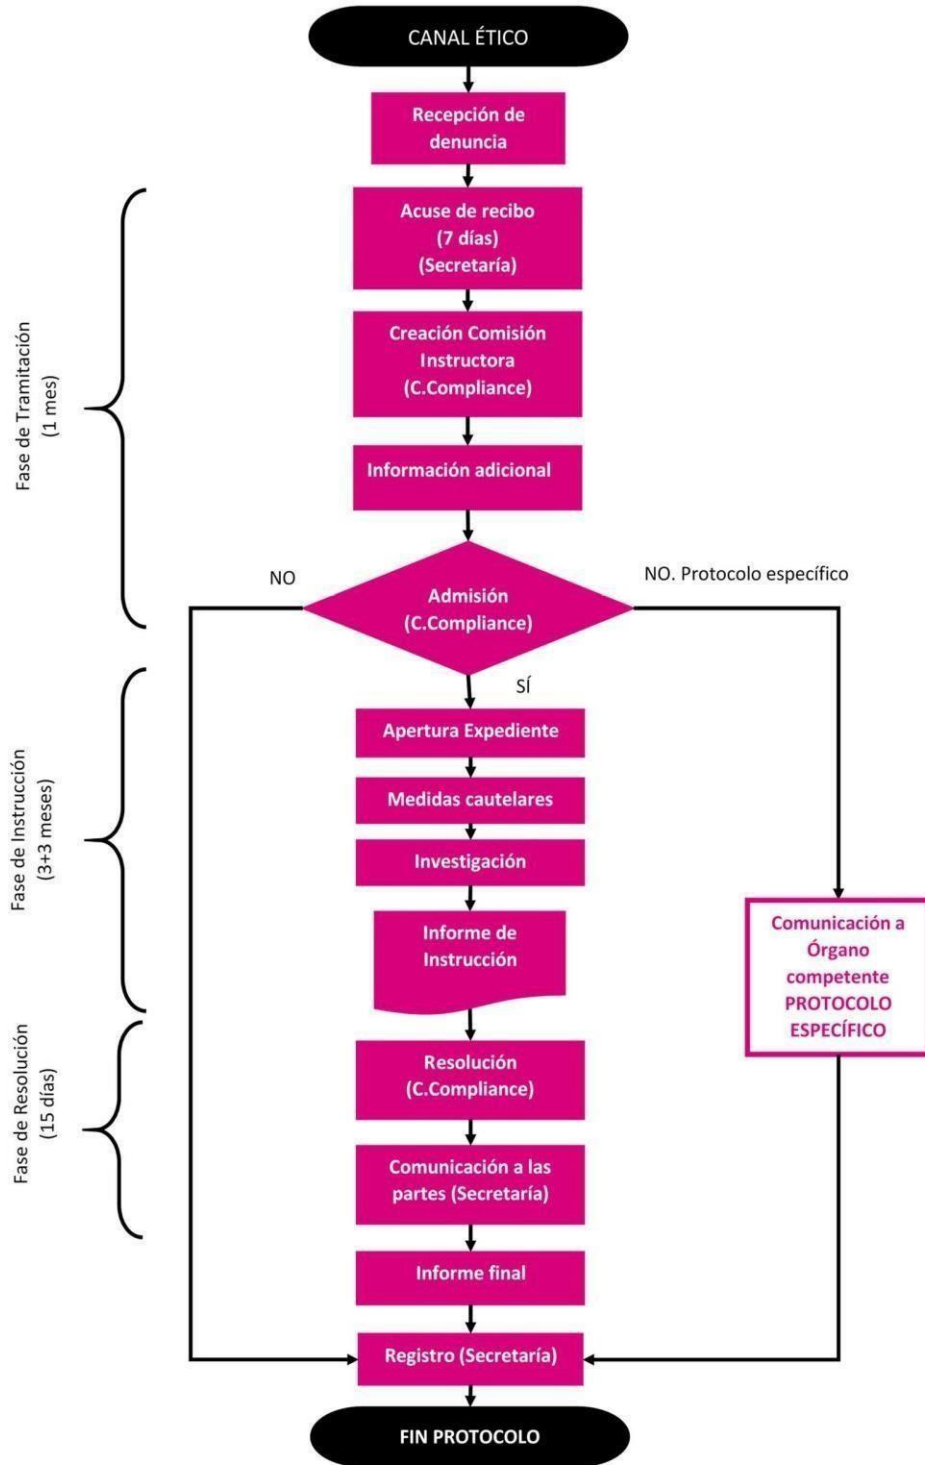 CANAL ÉTICO
Recepción de
denuncia
Acuse de recibo
(7 días)
(Secretaría)
Creación Comisión
Instructora
(C.Compliance)
Información adicional
Fase de Tramitación
(1 mes)
NO
NO. Protocolo específico
Admisión
(C.Compliance)
SÍ
Apertura Expediente
Medidas cautelares
Investigación
Informe de
Instrucción
Fase de Instrucción
(3+3 meses)
Comunicación a
Órgano
competente
PROTOCOLO
ESPECÍFICO
Resolución
(C.Compliance)
Comunicación a las
partes (Secretaría)
Fase de Resolución
(15 días)
Informe final
Registro (Secretaría)
FIN PROTOCOLO